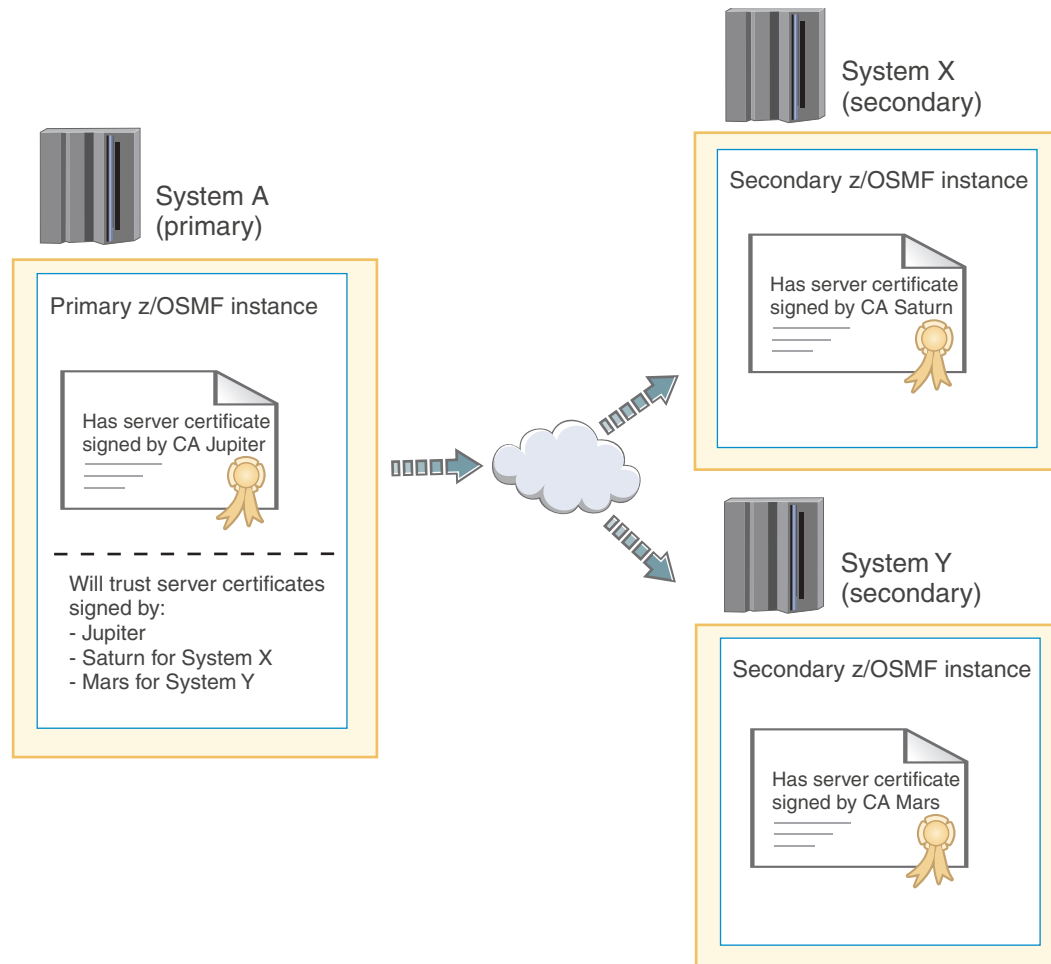 System A
(primary)
Primary z/OSMF instance
Has server certificate
signed by CA Jupiter
Will trust server certificates
signed by:
- Jupiter
- Saturn for System X
- Mars for System Y
System X
(secondary)
Secondary z/OSMF instance
Has server certificate
signed by CA Saturn
System Y
(secondary)
Secondary z/OSMF instance
Has server certificate
signed by CA Mars